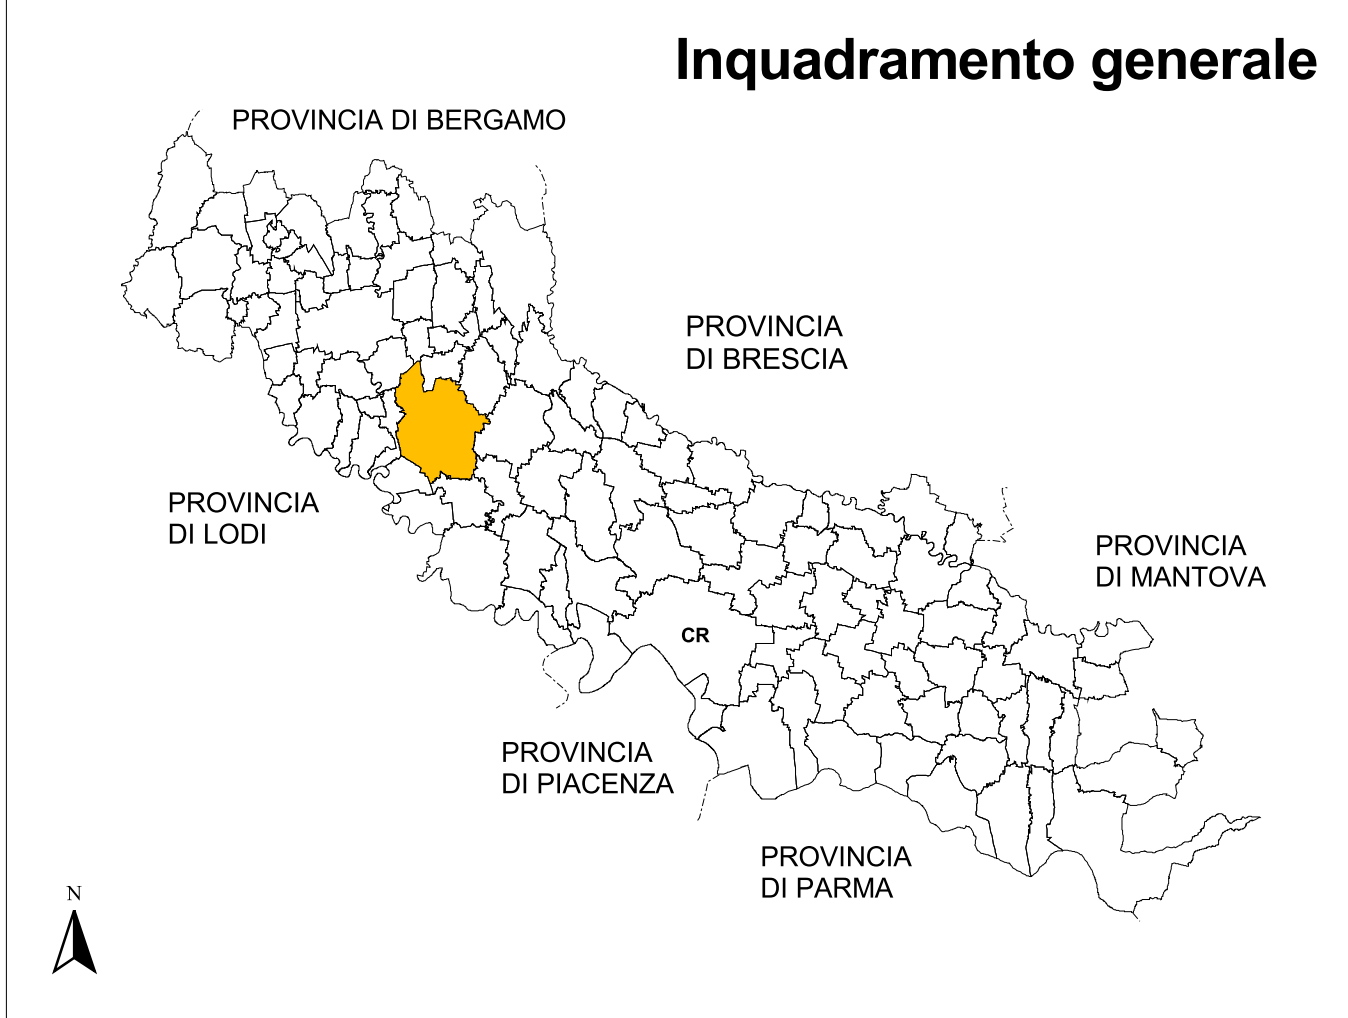 Inquadramento generale
PROVINCIA DI BERGAMO
PROVINCIA
DI BRESCIA
PROVINCIA
DI LODI
PROVINCIA
DI MANTOVA
CR
PROVINCIA
DI PIACENZA
PROVINCIA
DI PARMA
N